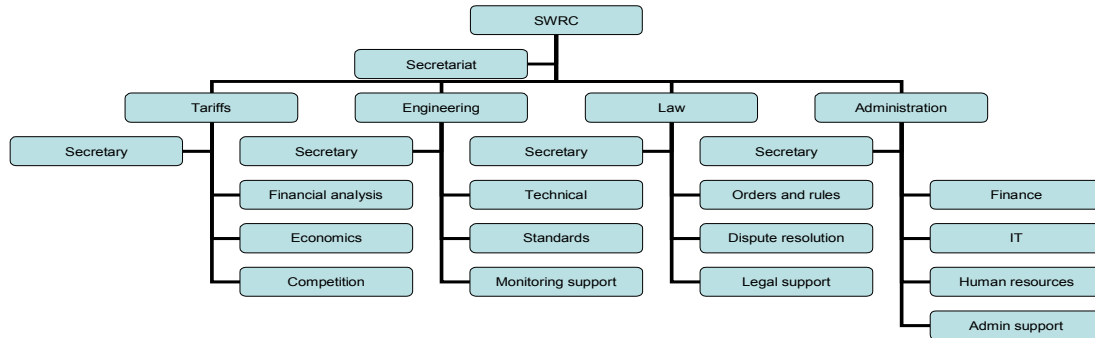 SWRC
Secretariat
Tariffs
Engineering
Law
Administration
Secretary
Secretary
Secretary
Secretary
Financial analysis
Technical
Orders and rules
Finance
Economics
Standards
Dispute resolution
IT
Competition
Monitoring support
Legal support
Human resources
Admin support